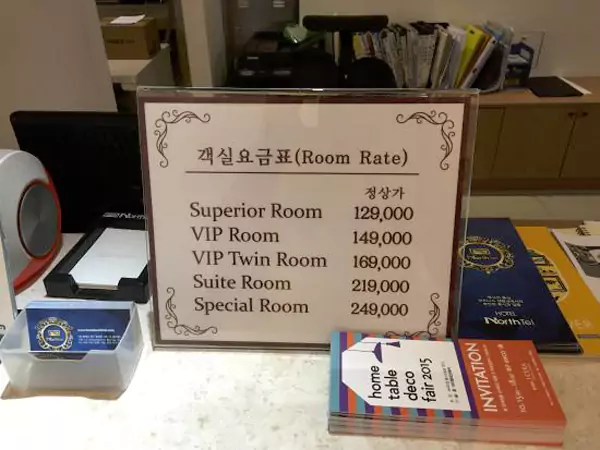 객실요금표(Room Rate)
정상가
Superior Room 129,000
VIP Room 149,000
VIP Twin Room 169,000
Suite Room 219,000
Special Room 249,000
HOTEL
NorthTel
home
table
deco
fair 2015
INVITATION